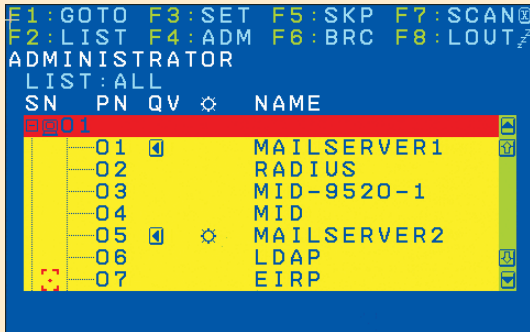 F1:GOTO F3:SET F5:SKP F7:SCAN
F2:LIST F4:ADM F6:BRC F8:LOUT
ADMINISTRATOR
LIST:ALL
SN PN QV NAME
01
01 MAILSERVER1
02 RADIUS
03 MID-9520-1
04 MID
05 MAILSERVER2
06 LDAP
07 EIRP